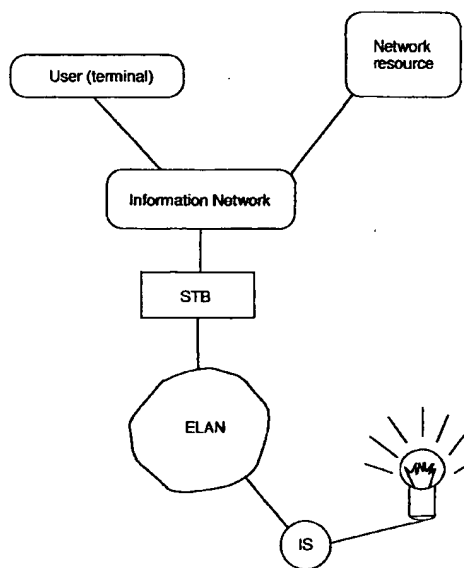 User (terminal)
Network
resource
Information Network
STB
ELAN
IS